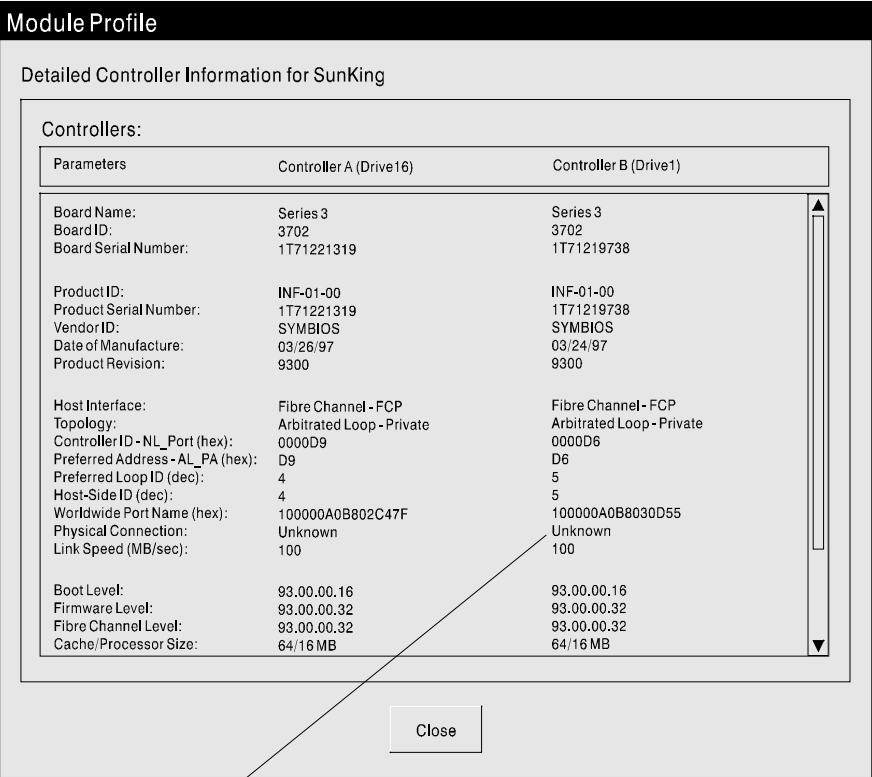 Module Profile
Detailed Controller Information for SunKing
Controllers:
Parameters Controller A (Drive16) Controller B (Drive1)
Board Name: Series 3 Series 3
Board ID: 3702 3702
Board Serial Number: 1T71221319 1T71219738
Product ID: INF-01-00 INF-01-00
Product Serial Number: 1T71221319 1T71219738
Vendor ID: SYMBIOS SYMBIOS
Date of Manufacture: 03/26/97 03/24/97
Product Revision: 9300 9300
Host Interface: Fibre Channel - FCP Fibre Channel - FCP
Topology: Arbitrated Loop - Private Arbitrated Loop - Private
Controller ID - NL_Port (hex): 0000D9 0000D6
Preferred Address - AL_PA (hex): D9 D6
Preferred Loop ID (dec): 4 5
Host-Side ID (dec): 4 5
Worldwide Port Name (hex): 100000A0B802C47F 100000A0B8030D55
Physical Connection: Unknown Unknown
Link Speed (MB/sec): 100 100
Boot Level: 93.00.00.16 93.00.00.16
Firmware Level: 93.00.00.32 93.00.00.32
Fibre Channel Level: 93.00.00.32 93.00.00.32
Cache/Processor Size: 64/16 MB 64/16 MB
Close